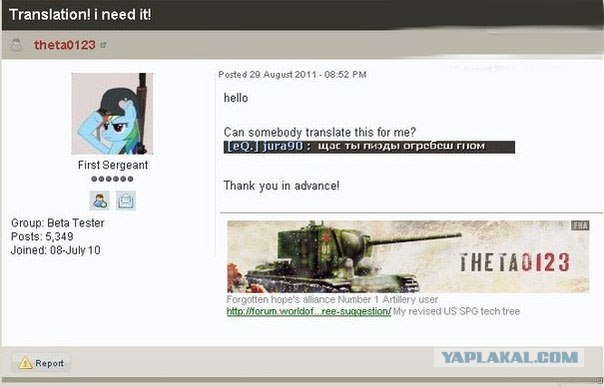 Translation! i need it!
theta0123
Posted 29 August 2011 - 08:52 PM
hello
Can somebody translate this for me?
[eQ.] jura90 : щас ты пизды огребеш гном
Thank you in advance!
First Sergeant
Group: Beta Tester
Posts: 5,349
Joined: 08-July 10
FHA
THETA0123
Forgotten hope's alliance Number 1 Artillery user
http://forum.worldof...ree-suggestion/ My revised US SPG tech tree
Report
YAPLAKAL.COM